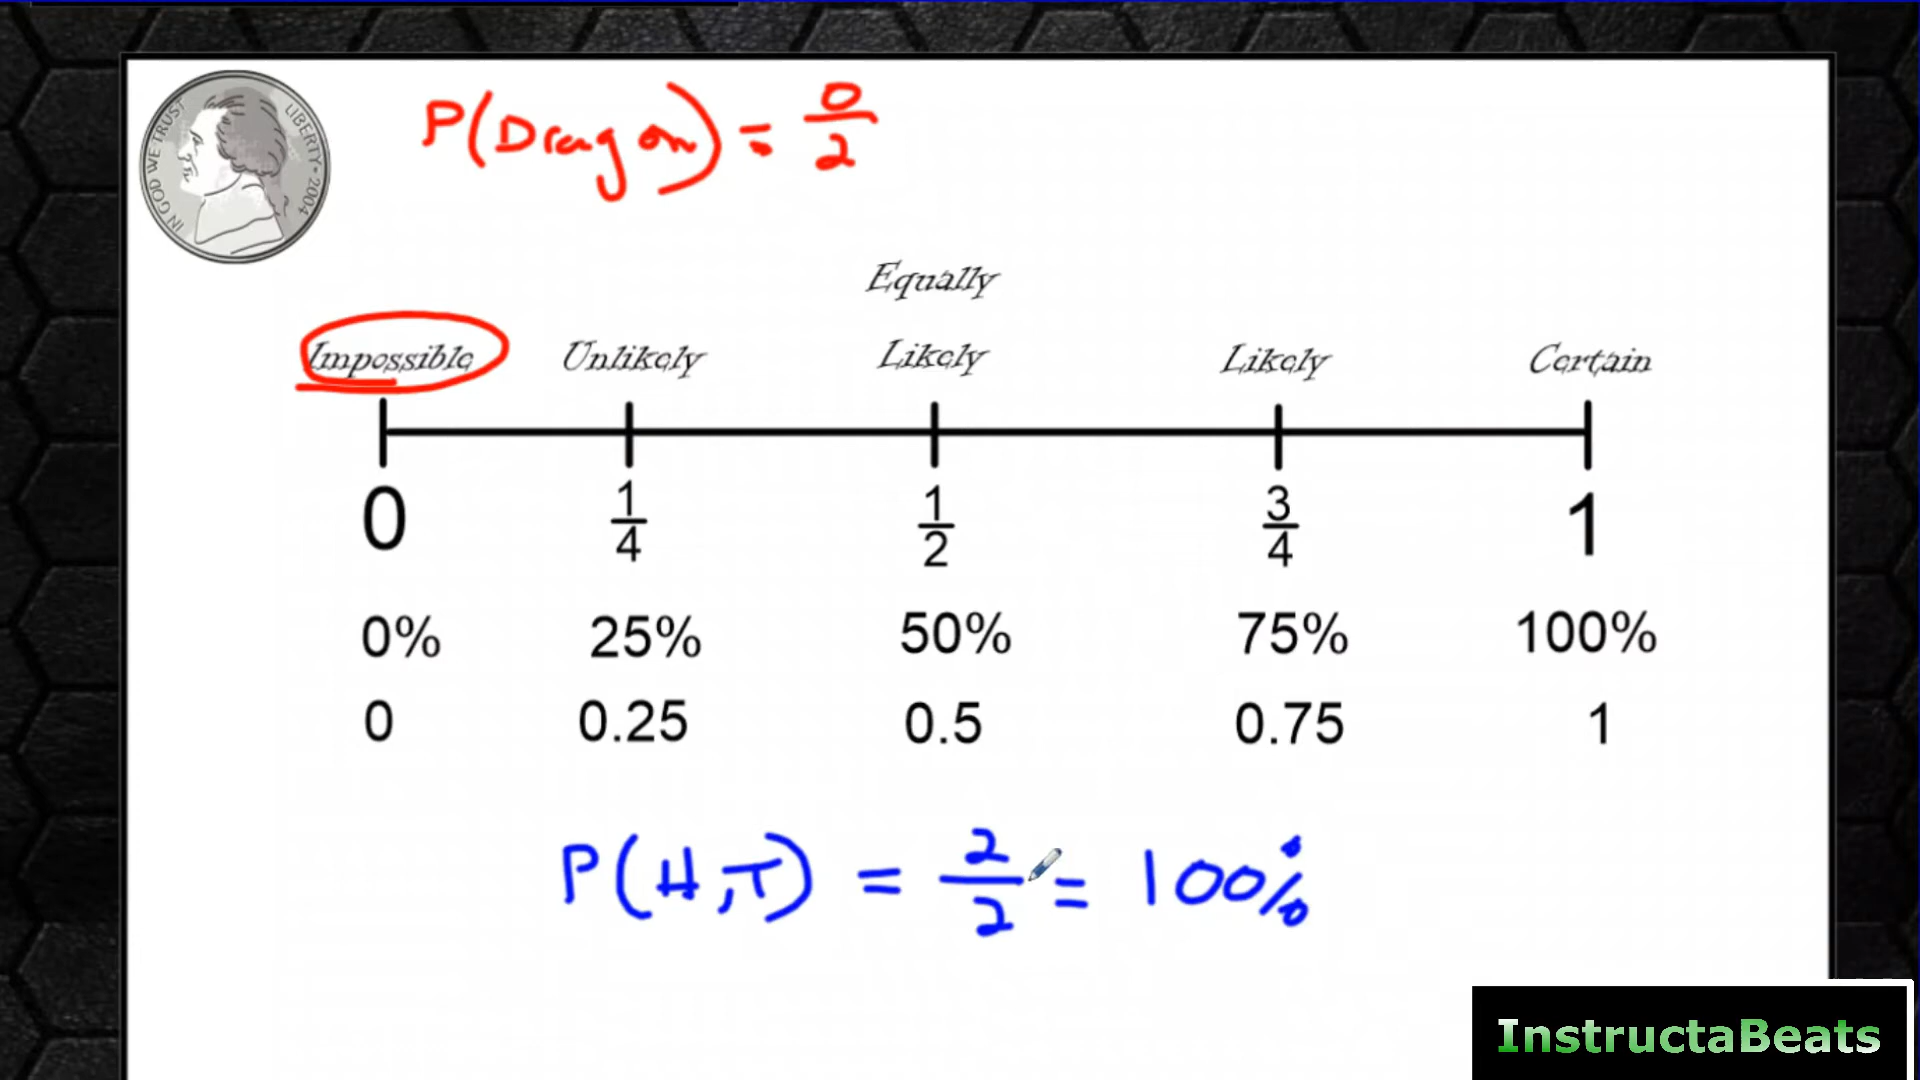 IN GOD WE TRUST
LIBERTY • 2004
P(Dragon) = 0/2
Equally
Impossible Unlikely Likely Likely Certain
0 1/4 1/2 3/4 1
0% 25% 50% 75% 100%
0 0.25 0.5 0.75 1
P(H,T) = 2/2 = 100%
InstructaBeats